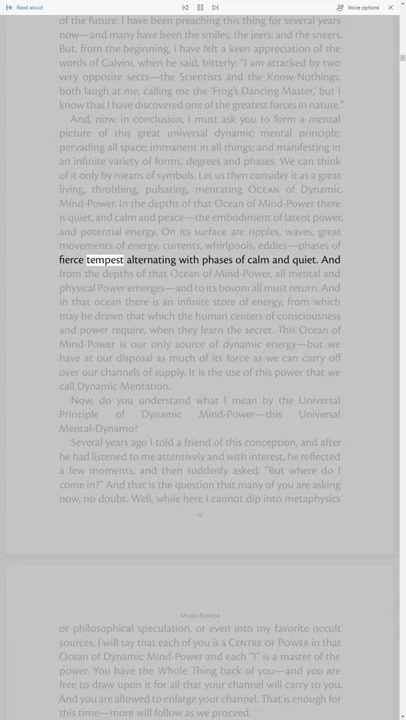 Read aloud
Voice options
of the future. I have been preaching this thing for several years
now—and many have been the smiles; the jeers; and the sneers.
But, from the beginning, I have felt a keen appreciation of the
words of Galvini, when he said, bitterly: "I am attacked by two
very opposite sects—the Scientists and the Know-Nothings;
both laugh at me, calling me the 'Frog's Dancing Master,' but I
know that I have discovered one of the greatest forces in nature."
And, now, in conclusion, I must ask you to form a mental
picture of this great universal dynamic mental principle;
pervading all space; immanent in all things; and manifesting in
an infinite variety of forms, degrees and phases. We can think
of it only by means of symbols. Let us then consider it as a great
living, throbbing, pulsating, mentating OCEAN of Dynamic
Mind-Power. In the depths of that Ocean of Mind-Power there
is quiet, and calm and peace—the embodiment of latent power,
and potential energy. On its surface are ripples, waves, great
movements of energy, currents, whirlpools, eddies—phases of
fierce tempest alternating with phases of calm and quiet. And
from the depths of that Ocean of Mind-Power, all mental and
physical Power emerges—and to its bosom all must return. And
in that ocean there is an infinite store of energy, from which
may be drawn that which the human centers of consciousness
and power require, when they learn the secret. This Ocean of
Mind-Power is our only source of dynamic energy—but we
have at our disposal as much of its force as we can carry off
over our channels of supply. It is the use of this power that we
call Dynamic Mentation.
Now, do you understand what I mean by the Universal
Principle of Dynamic Mind-Power—this Universal
Mental-Dynamo?
Several years ago I told a friend of this conception, and after
he had listened to me attentively and with interest, he reflected
a few moments, and then suddenly asked: "But where do I
come in?" And that is the question that many of you are asking
now, no doubt. Well, while here I cannot dip into metaphysics
MIND-POWER
or philosophical speculation, or even into my favorite occult
sources, I will say that each of you is a CENTRE OF POWER in that
Ocean of Dynamic Mind-Power and each "I" is a master of the
power. You have the Whole Thing back of you—and you are
free to draw upon it for all that your channel will carry to you.
And you are allowed to enlarge your channel. That is enough for
this time—more will follow as we proceed.